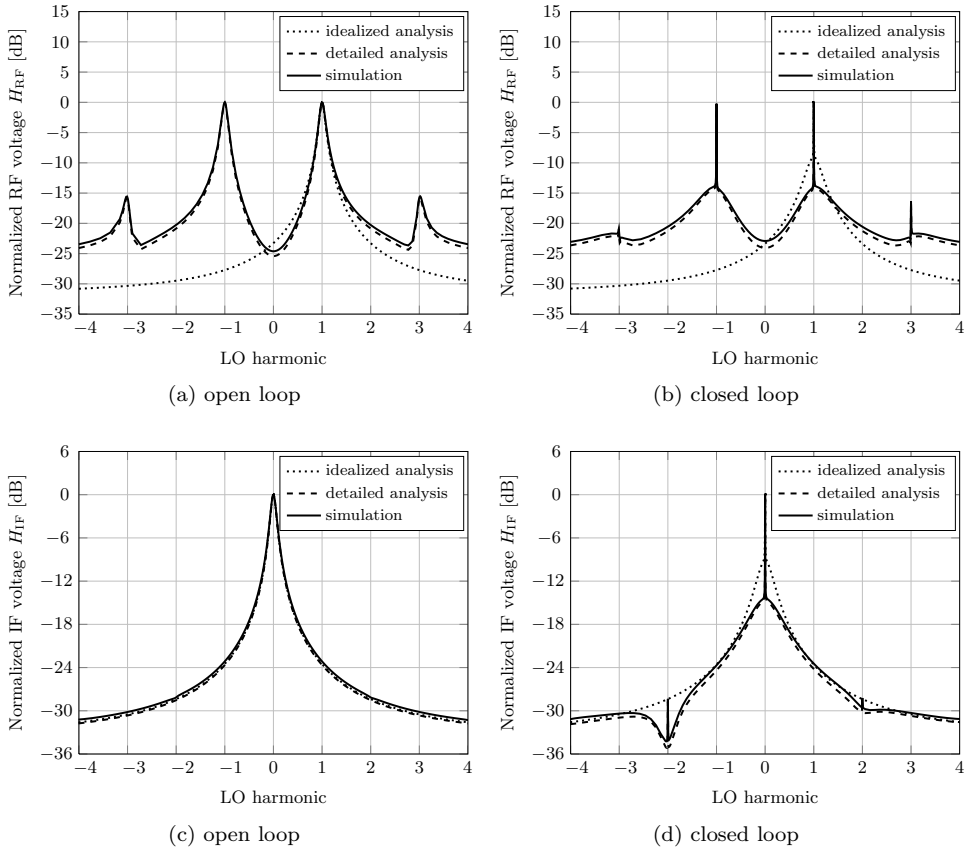 Normalized RF voltage H_RF [dB]
15
10
5
0
−5
−10
−15
−20
−25
−30
−35
idealized analysis
detailed analysis
simulation
−4 −3 −2 −1 0 1 2 3 4
LO harmonic
(a) open loop
Normalized RF voltage H_RF [dB]
15
10
5
0
−5
−10
−15
−20
−25
−30
−35
idealized analysis
detailed analysis
simulation
−4 −3 −2 −1 0 1 2 3 4
LO harmonic
(b) closed loop
Normalized IF voltage H_IF [dB]
6
0
−6
−12
−18
−24
−30
−36
idealized analysis
detailed analysis
simulation
−4 −3 −2 −1 0 1 2 3 4
LO harmonic
(c) open loop
Normalized IF voltage H_IF [dB]
6
0
−6
−12
−18
−24
−30
−36
idealized analysis
detailed analysis
simulation
−4 −3 −2 −1 0 1 2 3 4
LO harmonic
(d) closed loop